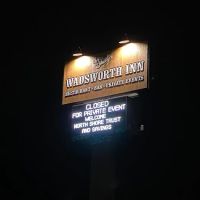 WADSWORTH INN
RESTAURANT • BAR • PRIVATE EVENTS
CLOSED
FOR PRIVATE EVENT
WELCOME
NORTH SHORE TRUST
AND SAVINGS